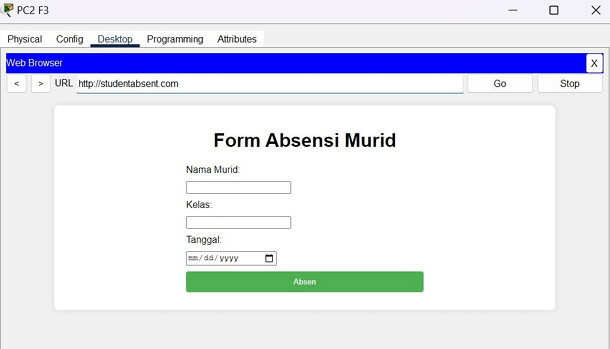 PC2 F3
Physical Config Desktop Programming Attributes
Web Browser X
< > URL http://studentabsent.com Go Stop
Form Absensi Murid
Nama Murid:
Kelas:
Tanggal:
mm/dd/yyyy
Absen